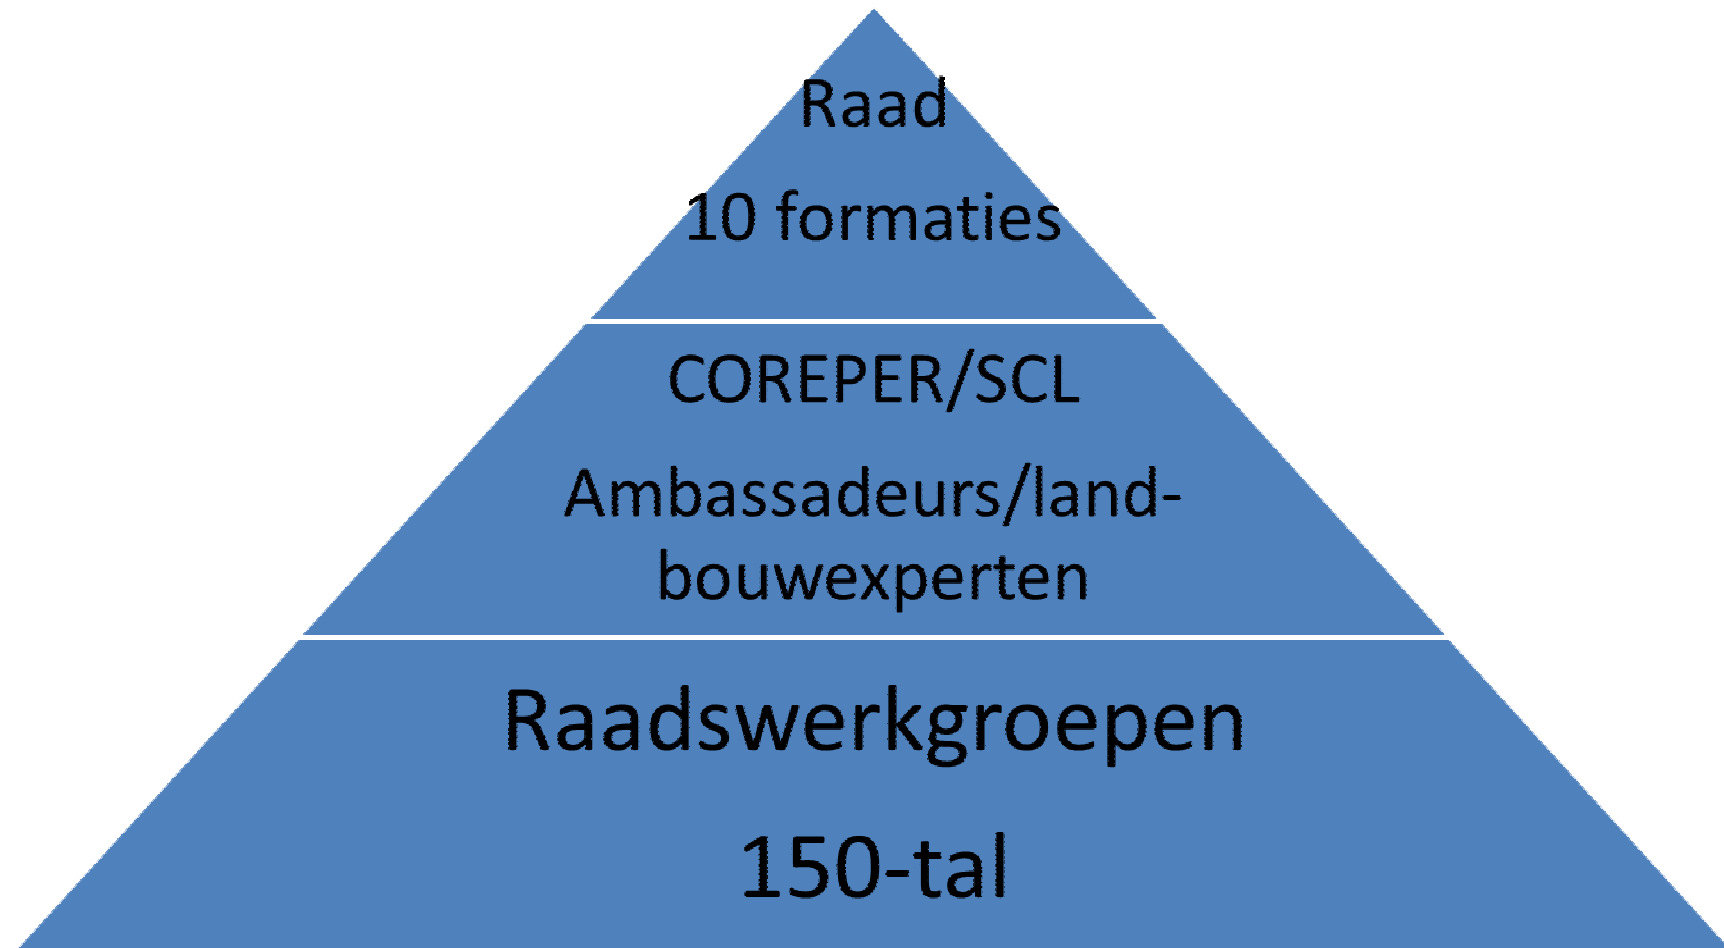 Raad
10 formaties
COREPER/SCL
Ambassadeurs/land-
bouwexperten
Raadswerkgroepen
150-tal